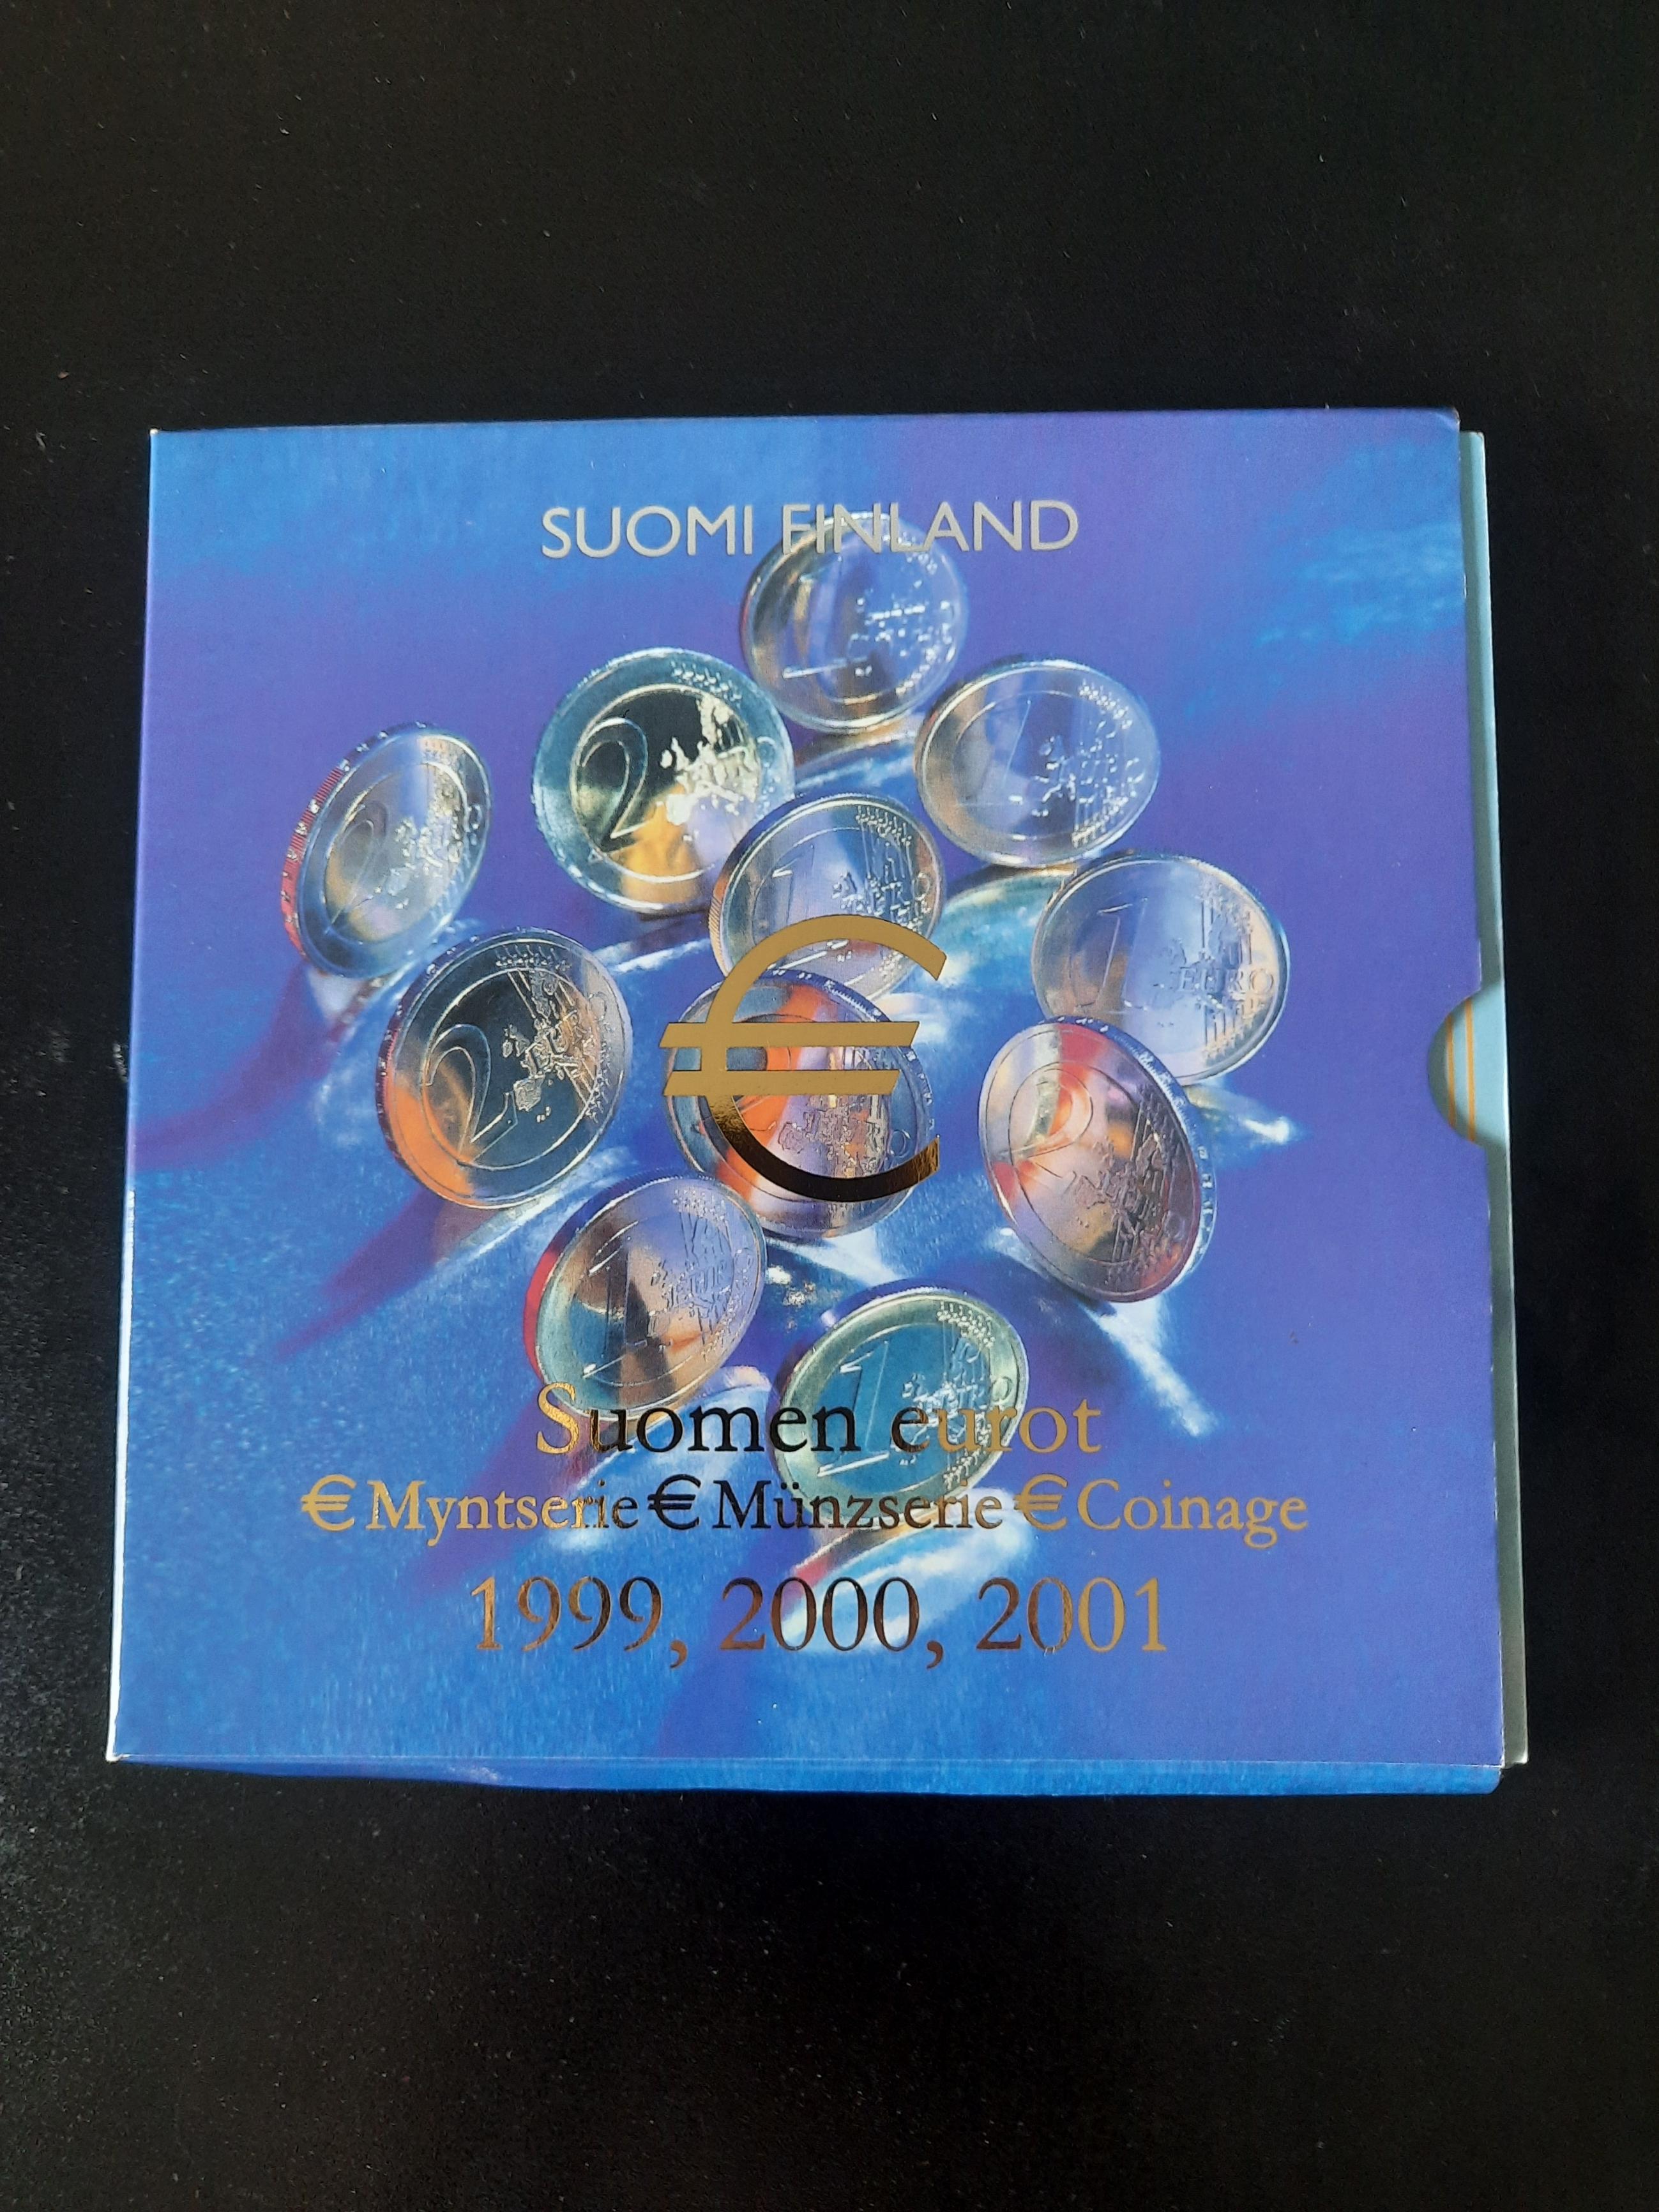 SUOMI FINLAND
€
Suomen eurot
€ Myntserie € Münzserie € Coinage
1999, 2000, 2001